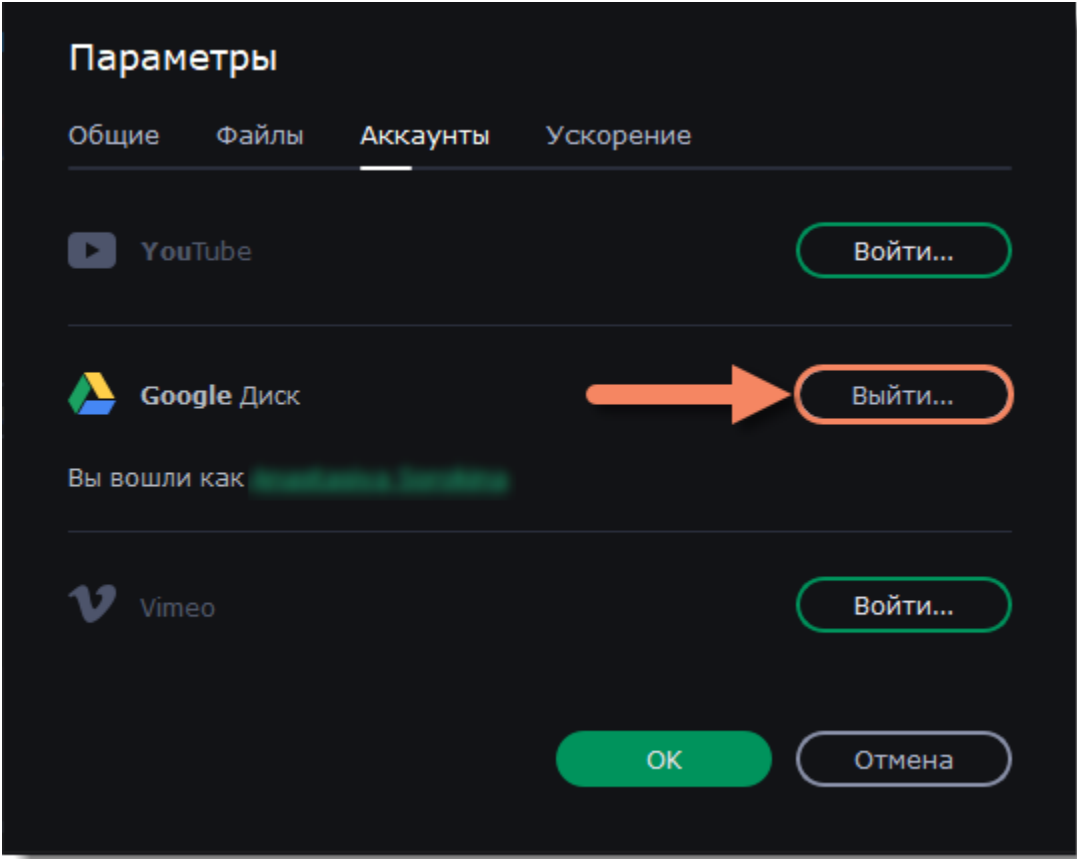 Параметры
Общие Файлы Аккаунты Ускорение
YouTube Войти...
Google Диск Выйти...
Вы вошли как
Vimeo Войти...
OK Отмена